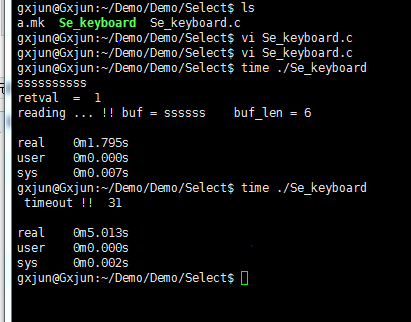 gxjun@Gxjun:~/Demo/Demo/Select$ ls
a.mk  Se_keyboard  Se_keyboard.c
gxjun@Gxjun:~/Demo/Demo/Select$ vi Se_keyboard.c
gxjun@Gxjun:~/Demo/Demo/Select$ vi Se_keyboard.c
gxjun@Gxjun:~/Demo/Demo/Select$ time ./Se_keyboard
ssssssssss
retval  =  1
reading ... !! buf = ssssss    buf_len = 6

real    0m1.795s
user    0m0.000s
sys     0m0.007s
gxjun@Gxjun:~/Demo/Demo/Select$ time ./Se_keyboard
 timeout !!  31

real    0m5.013s
user    0m0.000s
sys     0m0.002s
gxjun@Gxjun:~/Demo/Demo/Select$